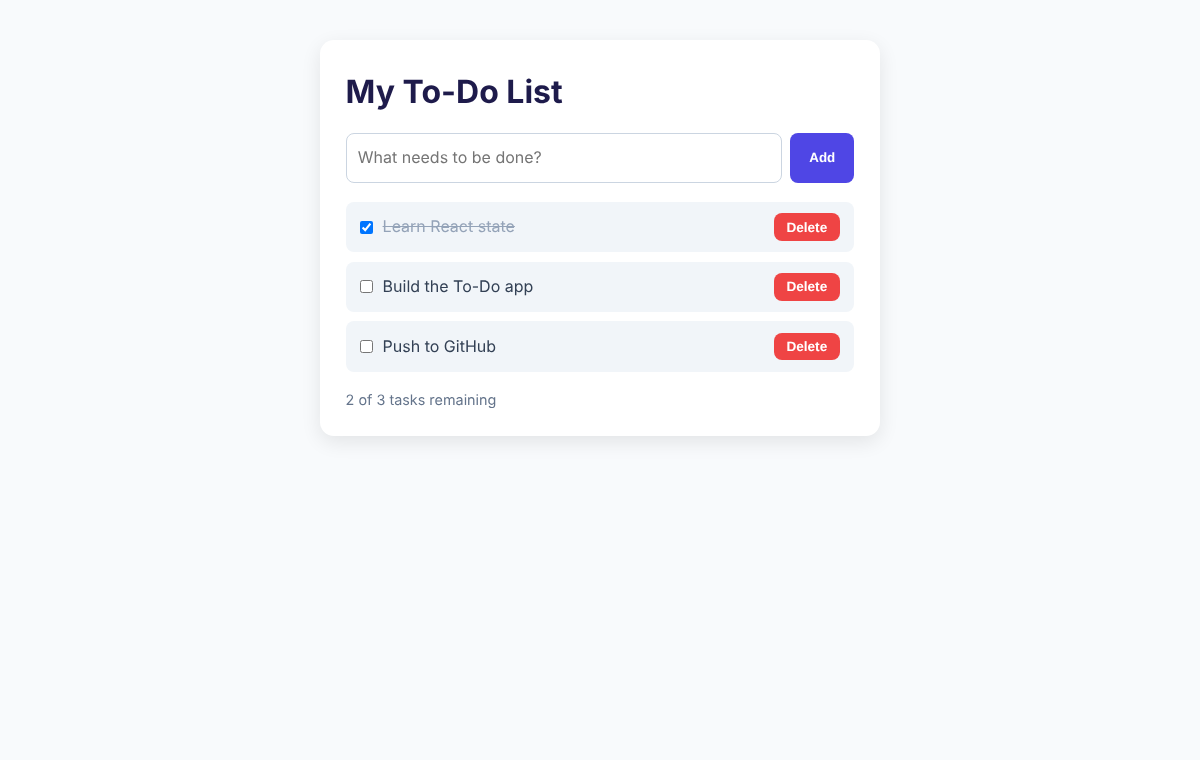 My To-Do List
What needs to be done? Add
Learn React state Delete
Build the To-Do app Delete
Push to GitHub Delete
2 of 3 tasks remaining